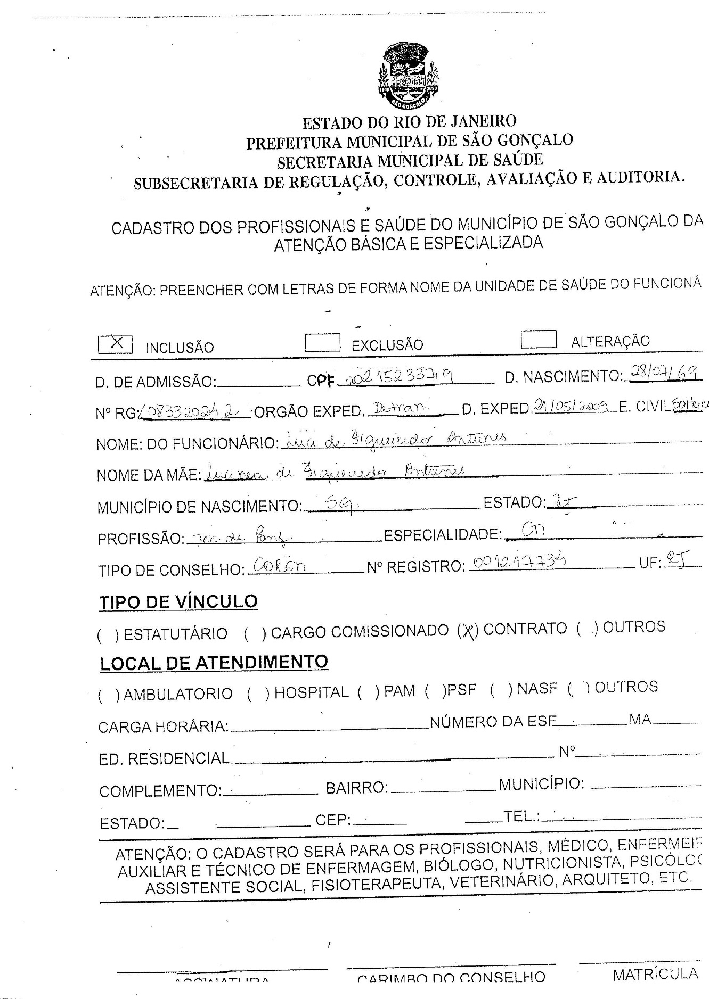 1646 1890
SÃO GONÇALO
ESTADO DO RIO DE JANEIRO
PREFEITURA MUNICIPAL DE SÃO GONÇALO
SECRETARIA MUNICIPAL DE SAÚDE
SUBSECRETARIA DE REGULAÇÃO, CONTROLE, AVALIAÇÃO E AUDITORIA.
CADASTRO DOS PROFISSIONAIS E SAÚDE DO MUNICÍPIO DE SÃO GONÇALO DA
ATENÇÃO BÁSICA E ESPECIALIZADA
ATENÇÃO: PREENCHER COM LETRAS DE FORMA NOME DA UNIDADE DE SAÚDE DO FUNCIONÁ
X INCLUSÃO EXCLUSÃO ALTERAÇÃO
D. DE ADMISSÃO: CPF. 00215233719 D. NASCIMENTO: 28/07/69
Nº RG: 08332024.2 ORGÃO EXPED. Detran D. EXPED. 21/05/2009 E. CIVIL
NOME: DO FUNCIONÁRIO: de Figueiredo Antunes
NOME DA MÃE: Lucinea de Figueiredo Antunes
MUNICÍPIO DE NASCIMENTO: SG. ESTADO: RJ
PROFISSÃO: Tec. de Enf. ESPECIALIDADE: CTI
TIPO DE CONSELHO: COREN Nº REGISTRO: 001217734 UF: RJ
TIPO DE VÍNCULO
( ) ESTATUTÁRIO ( ) CARGO COMISSIONADO (X) CONTRATO ( ) OUTROS
LOCAL DE ATENDIMENTO
( ) AMBULATORIO ( ) HOSPITAL ( ) PAM ( ) PSF ( ) NASF ( ) OUTROS
CARGA HORÁRIA: NÚMERO DA ESF MA
ED. RESIDENCIAL. Nº
COMPLEMENTO: BAIRRO: MUNICÍPIO:
ESTADO: CEP: TEL.:
ATENÇÃO: O CADASTRO SERÁ PARA OS PROFISSIONAIS, MÉDICO, ENFERMEIR
AUXILIAR E TÉCNICO DE ENFERMAGEM, BIÓLOGO, NUTRICIONISTA, PSICÓLOG
ASSISTENTE SOCIAL, FISIOTERAPEUTA, VETERINÁRIO, ARQUITETO, ETC.
ASSINATURA CARIMBO DO CONSELHO MATRÍCULA